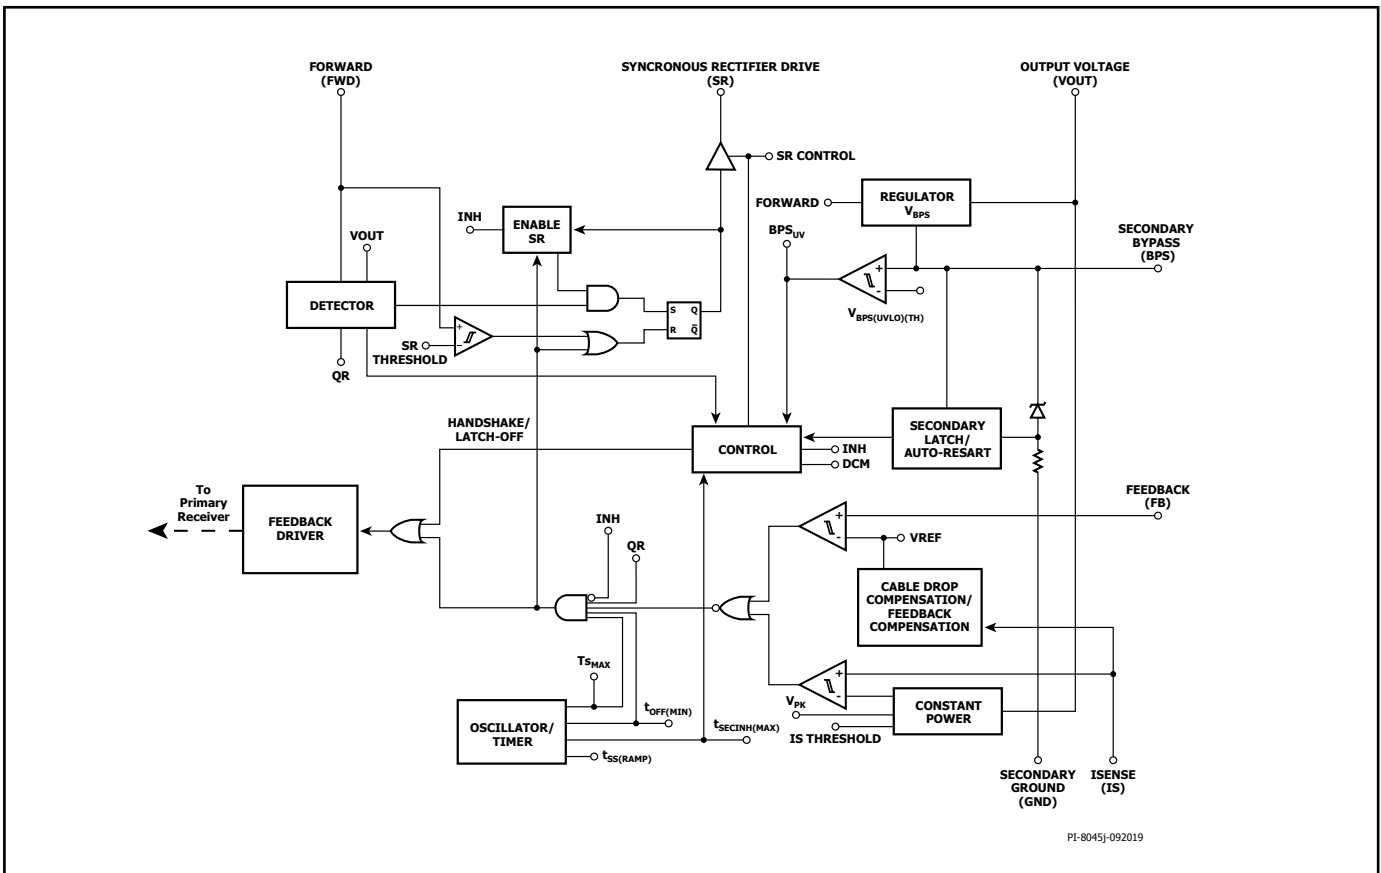 FORWARD
(FWD)
SYNCRONOUS RECTIFIER DRIVE
(SR)
OUTPUT VOLTAGE
(VOUT)
SR CONTROL
FORWARD
REGULATOR
VBPS
INH
ENABLE
SR
BPSUV
SECONDARY
BYPASS
(BPS)
VOUT
+
-
DETECTOR
VBPS(UVLO)(TH)
S Q
R Q̅
+
-
SR
THRESHOLD
QR
HANDSHAKE/
LATCH-OFF
CONTROL
INH
DCM
SECONDARY
LATCH/
AUTO-RESART
To
Primary
Receiver
FEEDBACK
DRIVER
FEEDBACK
(FB)
INH
QR
+
-
VREF
CABLE DROP
COMPENSATION/
FEEDBACK
COMPENSATION
TsMAX
+
-
OSCILLATOR/
TIMER
tOFF(MIN)
tSECINH(MAX)
tSS(RAMP)
VPK
IS THRESHOLD
CONSTANT
POWER
SECONDARY
GROUND
(GND)
ISENSE
(IS)
PI-8045j-092019